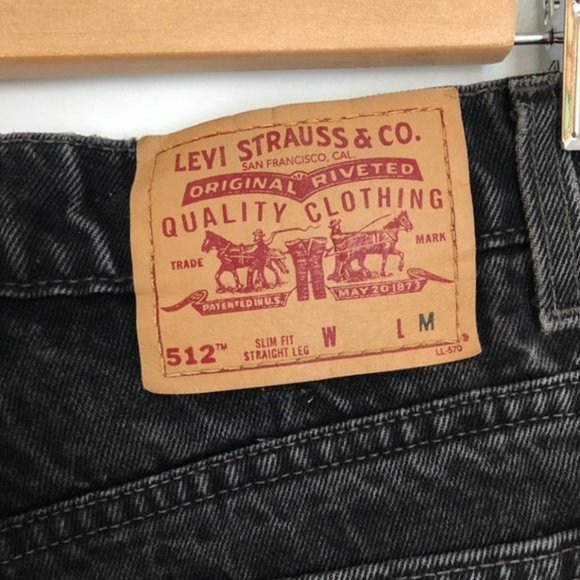 LEVI STRAUSS & CO.
SAN FRANCISCO, CAL.
ORIGINAL RIVETED
QUALITY CLOTHING
TRADE MARK
PATENTED IN U.S. MAY 20 1873
512™ SLIM FIT STRAIGHT LEG W L M
LL-570 ®